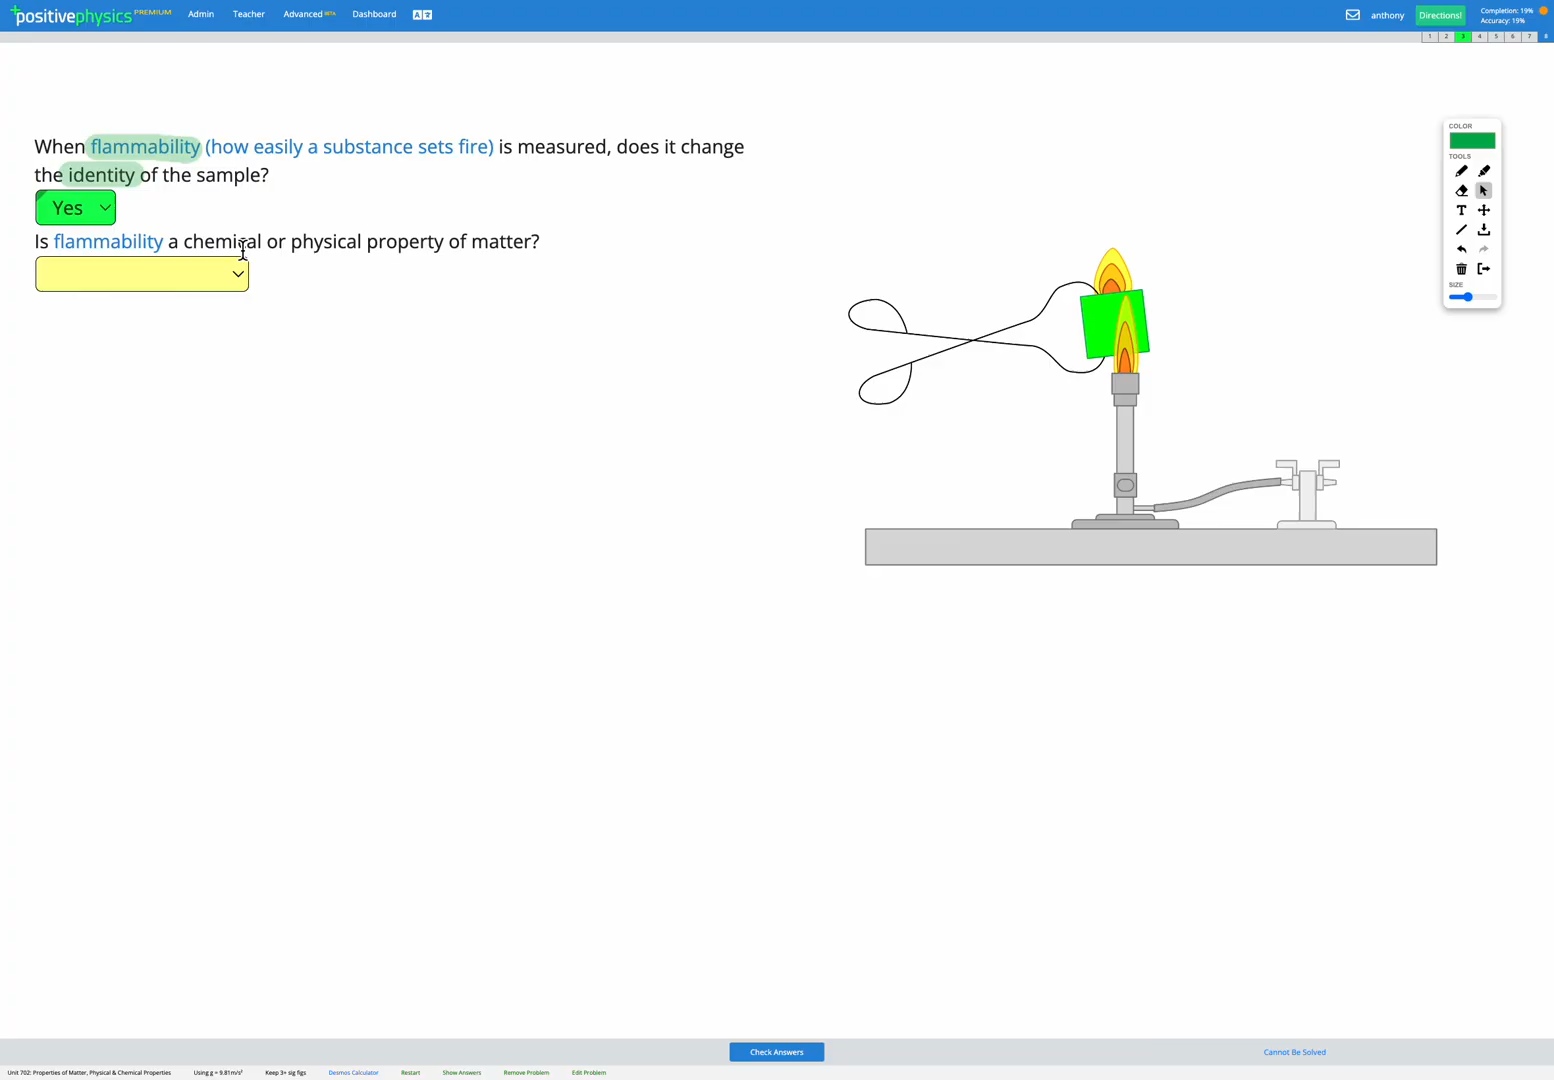 positivephysics PREMIUM Admin Teacher Advanced BETA Dashboard anthony Directions! Completion: 19%
Accuracy: 19%
1 2 3 4 5 6 7 8
When flammability (how easily a substance sets fire) is measured, does it change
the identity of the sample?
Yes
Is flammability a chemical or physical property of matter?
COLOR
TOOLS
T
SIZE
Check Answers Cannot Be Solved
Unit 702: Properties of Matter, Physical & Chemical Properties Using g = 9.81m/s² Keep 3+ sig figs Desmos Calculator Restart Show Answers Remove Problem Edit Problem